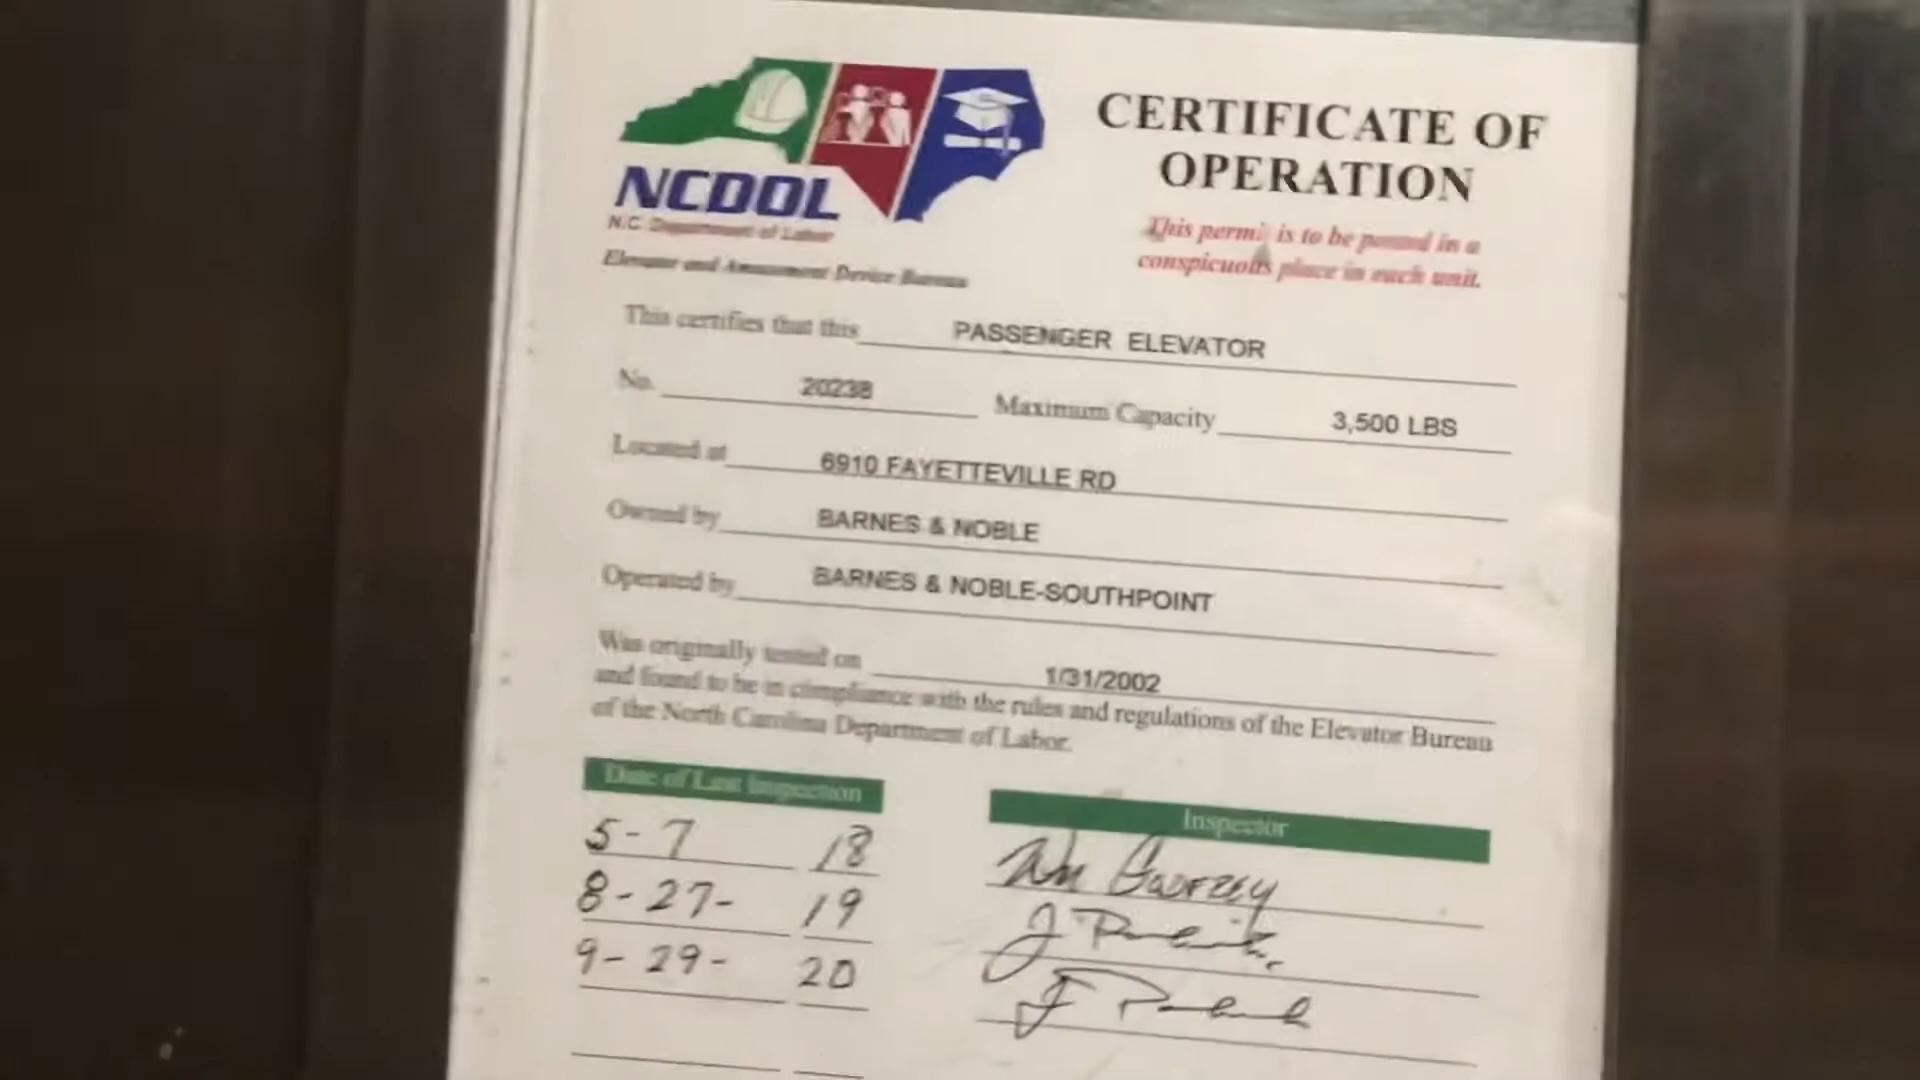 CERTIFICATE OF
OPERATION
NCDOL
N.C. Department of Labor
Elevator and Amusement Device Bureau
This permit is to be posted in a
conspicuous place in each unit.
This certifies that this PASSENGER ELEVATOR
No. 20238 Maximum Capacity 3,500 LBS
Located at 6910 FAYETTEVILLE RD
Owned by BARNES & NOBLE
Operated by BARNES & NOBLE-SOUTHPOINT
Was originally tested on 1/31/2002
and found to be in compliance with the rules and regulations of the Elevator Bureau
of the North Carolina Department of Labor.
Date of Last Inspection Inspector
5-7 18 Wm Godfrey
8-27- 19 J
9-29- 20 J